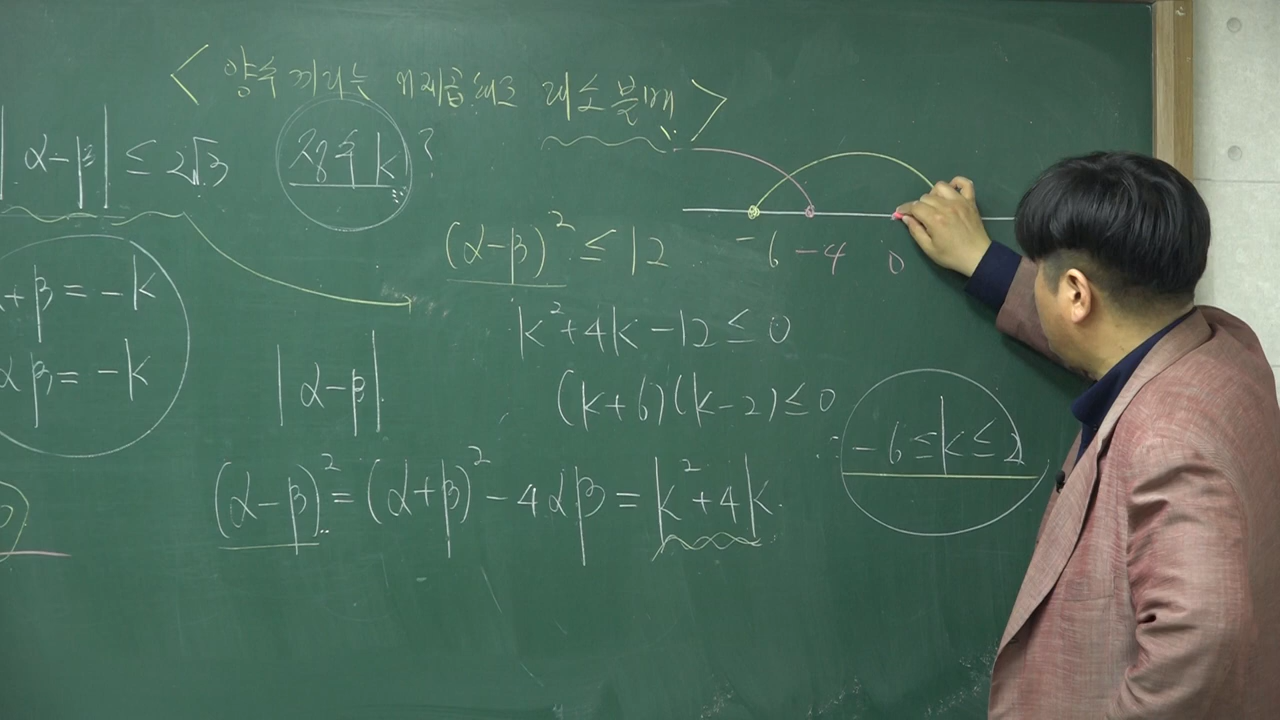 < 양수 끼리는 제곱해도 대소 불변 >
|α-β| ≤ 2√3
정수 k ?
-6 -4 0
(α-β)² ≤ 12
+β = -k
k²+4k-12 ≤ 0
αβ = -k
|α-β|
(k+6)(k-2) ≤ 0
∴ -6 ≤ k ≤ 2
(α-β)² = (α+β)² - 4αβ = k²+4k